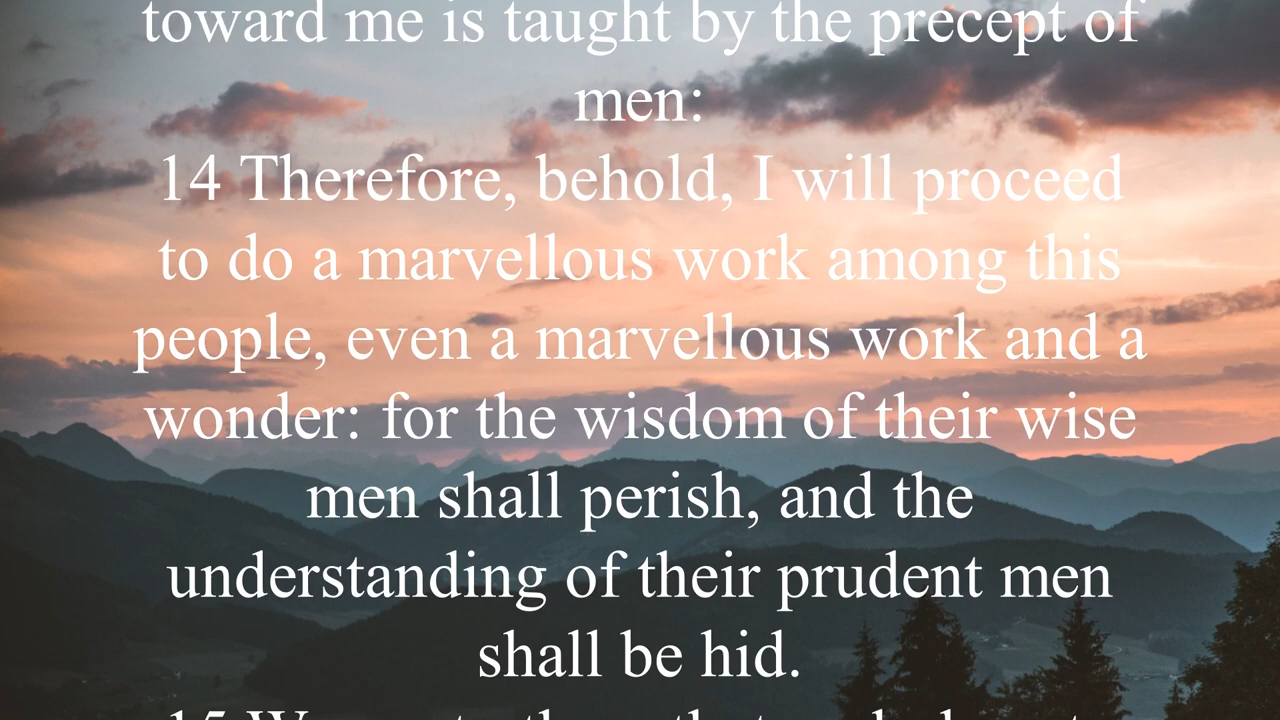 toward me is taught by the precept of
men:
14 Therefore, behold, I will proceed
to do a marvellous work among this
people, even a marvellous work and a
wonder: for the wisdom of their wise
men shall perish, and the
understanding of their prudent men
shall be hid.